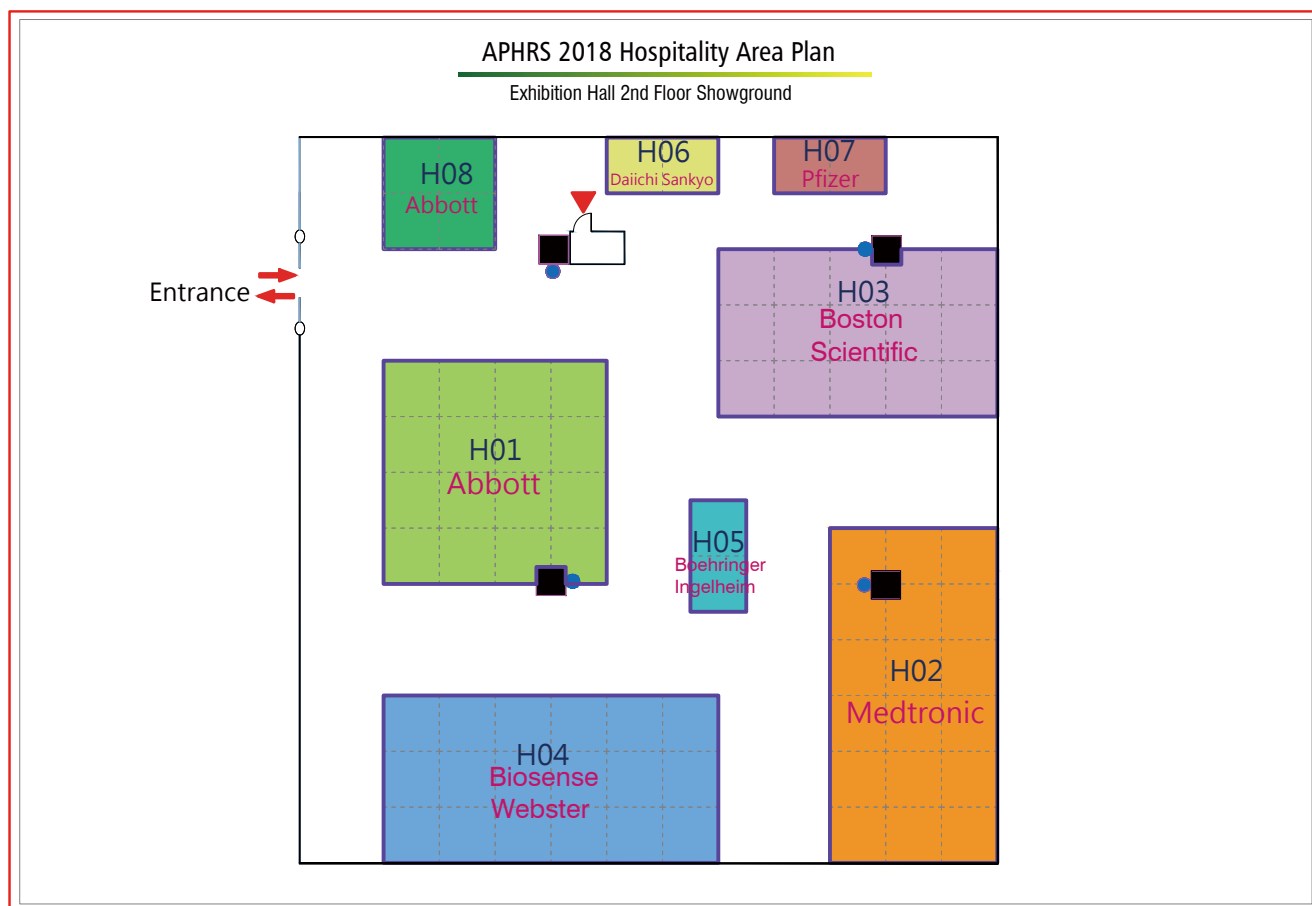 APHRS 2018 Hospitality Area Plan
Exhibition Hall 2nd Floor Showground
H08
Abbott
H06
Daiichi Sankyo
H07
Pfizer
Entrance
H03
Boston
Scientific
H01
Abbott
H05
Boehringer
Ingelheim
H02
Medtronic
H04
Biosense
Webster